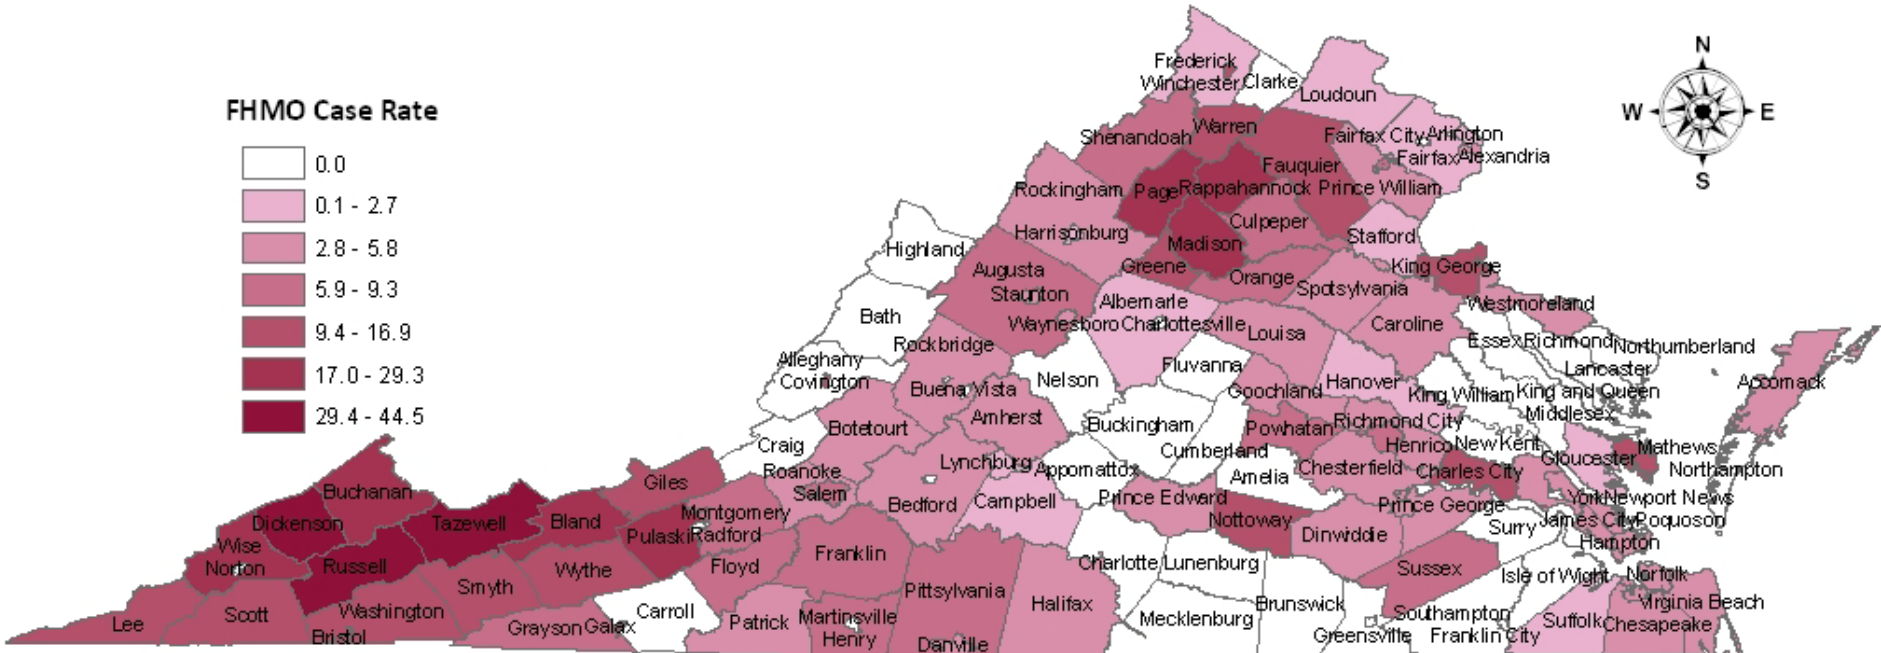 FHMO Case Rate
0.0
0.1 - 2.7
2.8 - 5.8
5.9 - 9.3
9.4 - 16.9
17.0 - 29.3
29.4 - 44.5
N
W E
S
Frederick
Winchester
Clarke
Loudoun
Shenandoah
Warren
Fairfax City
Arlington
Fauquier
Fairfax
Alexandria
Rockingham
Page
Rappahannock
Prince William
Culpeper
Harrisonburg
Madison
Stafford
Highland
Augusta
Greene
Orange
King George
Staunton
Spotsylvania
Albemarle
Westmoreland
Bath
Waynesboro
Charlottesville
Louisa
Caroline
Rockbridge
Essex
Richmond
Northumberland
Alleghany
Covington
Fluvanna
Lancaster
Nelson
Goochland
Hanover
Accomack
Buena Vista
King William
King and Queen
Middlesex
Amherst
Buckingham
Botetourt
Powhatan
Richmond City
Craig
Cumberland
Henrico
New Kent
Mathews
Gloucester
Lynchburg
Appomattox
Amelia
Chesterfield
Charles City
Northampton
Roanoke
Giles
Salem
Buchanan
Bedford
Campbell
Prince Edward
Prince George
York
Newport News
Montgomery
Dickenson
Tazewell
Bland
Nottoway
James City
Poquoson
Surry
Pulaski
Radford
Dinwiddie
Hampton
Wise
Franklin
Norton
Russell
Wythe
Floyd
Charlotte
Lunenburg
Sussex
Isle of Wight
Norfolk
Smyth
Pittsylvania
Halifax
Brunswick
Virginia Beach
Scott
Washington
Carroll
Southampton
Lee
Grayson
Galax
Patrick
Martinsville
Mecklenburg
Suffolk
Chesapeake
Bristol
Henry
Danville
Greensville
Franklin City